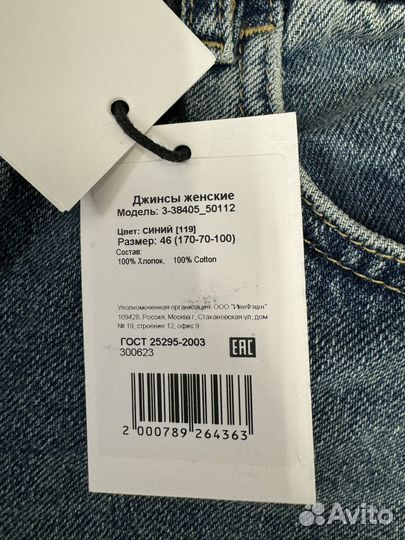 Джинсы женские
Модель: 3-38405_50112
Цвет: СИНИЙ [119]
Размер: 46 (170-70-100)
Состав:
100% Хлопок, 100% Cotton
Уполномоченная организация: ООО "ИннФэшн"
109428, Россия, Москва г, Стахановская ул, дом
№ 19, строение 12, офис 9
ГОСТ 25295-2003
300623
ЕАС
2 000789 264363
Avito